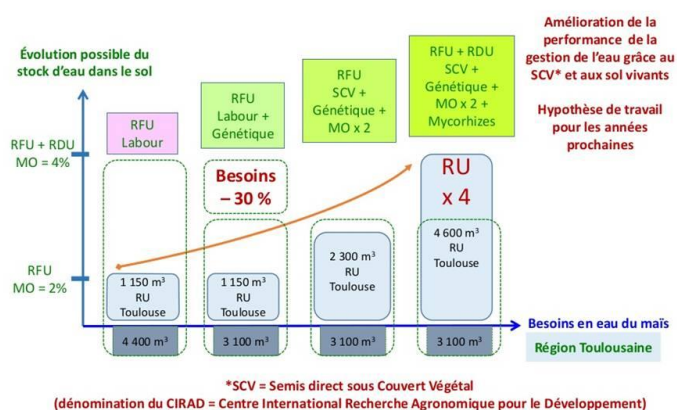 Évolution possible du
stock d'eau dans le sol
RFU
Labour
RFU
Labour +
Génétique
RFU
SCV +
Génétique +
MO x 2
RFU + RDU
SCV +
Génétique +
MO x 2 +
Mycorhizes
Amélioration de la
performance de la
gestion de l'eau grâce au
SCV* et aux sol vivants
Hypothèse de travail
pour les années
prochaines
RFU + RDU
MO = 4%
RFU
MO = 2%
Besoins
– 30 %
RU
x 4
1 150 m³
RU
Toulouse
1 150 m³
RU
Toulouse
2 300 m³
RU
Toulouse
4 600 m³
RU
Toulouse
4 400 m³
3 100 m³
3 100 m³
3 100 m³
Besoins en eau du maïs
Région Toulousaine
*SCV = Semis direct sous Couvert Végétal
(dénomination du CIRAD = Centre International Recherche Agronomique pour le Développement)